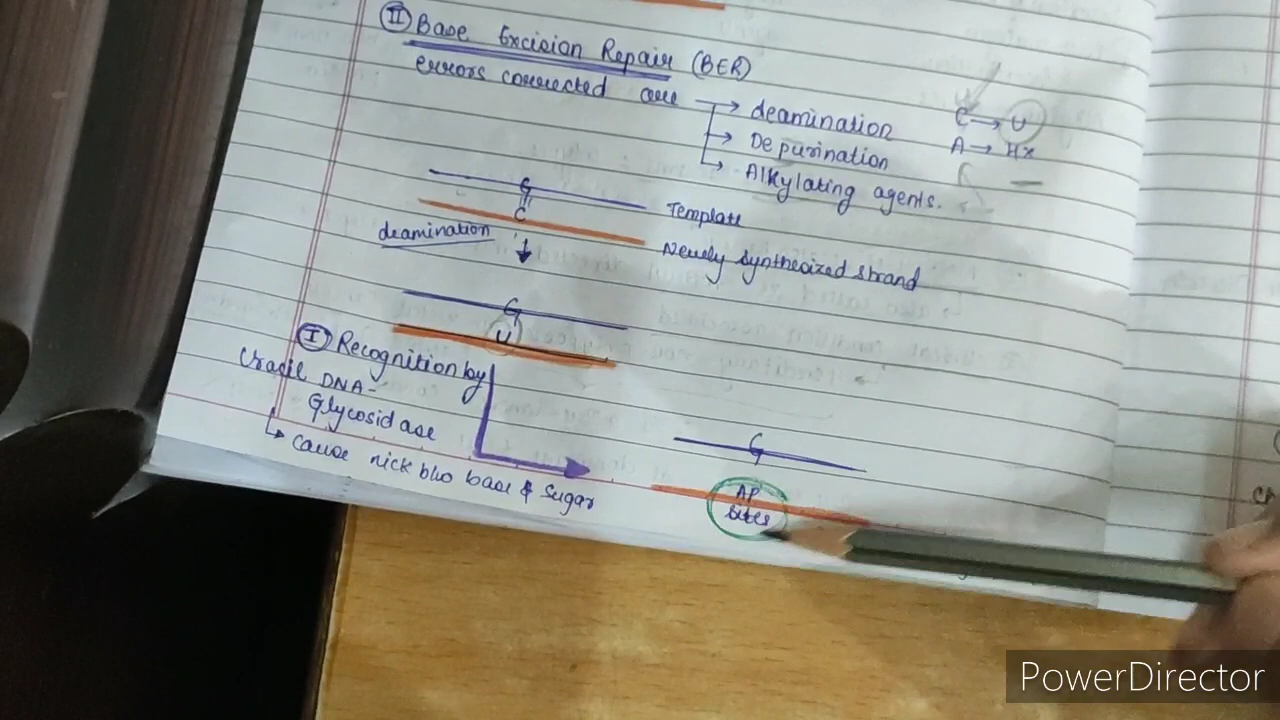 II Base Excision Repair (BER)
errors corrected are → deamination
C → U
→ Depurination
A → Hx
→ Alkylating agents.
G
C
Template
deamination
Newly synthesized strand
G
U
I Recognition by
Uracil DNA-
Glycosidase
↳ cause nick b/w base & sugar
G
AP
sites
PowerDirector